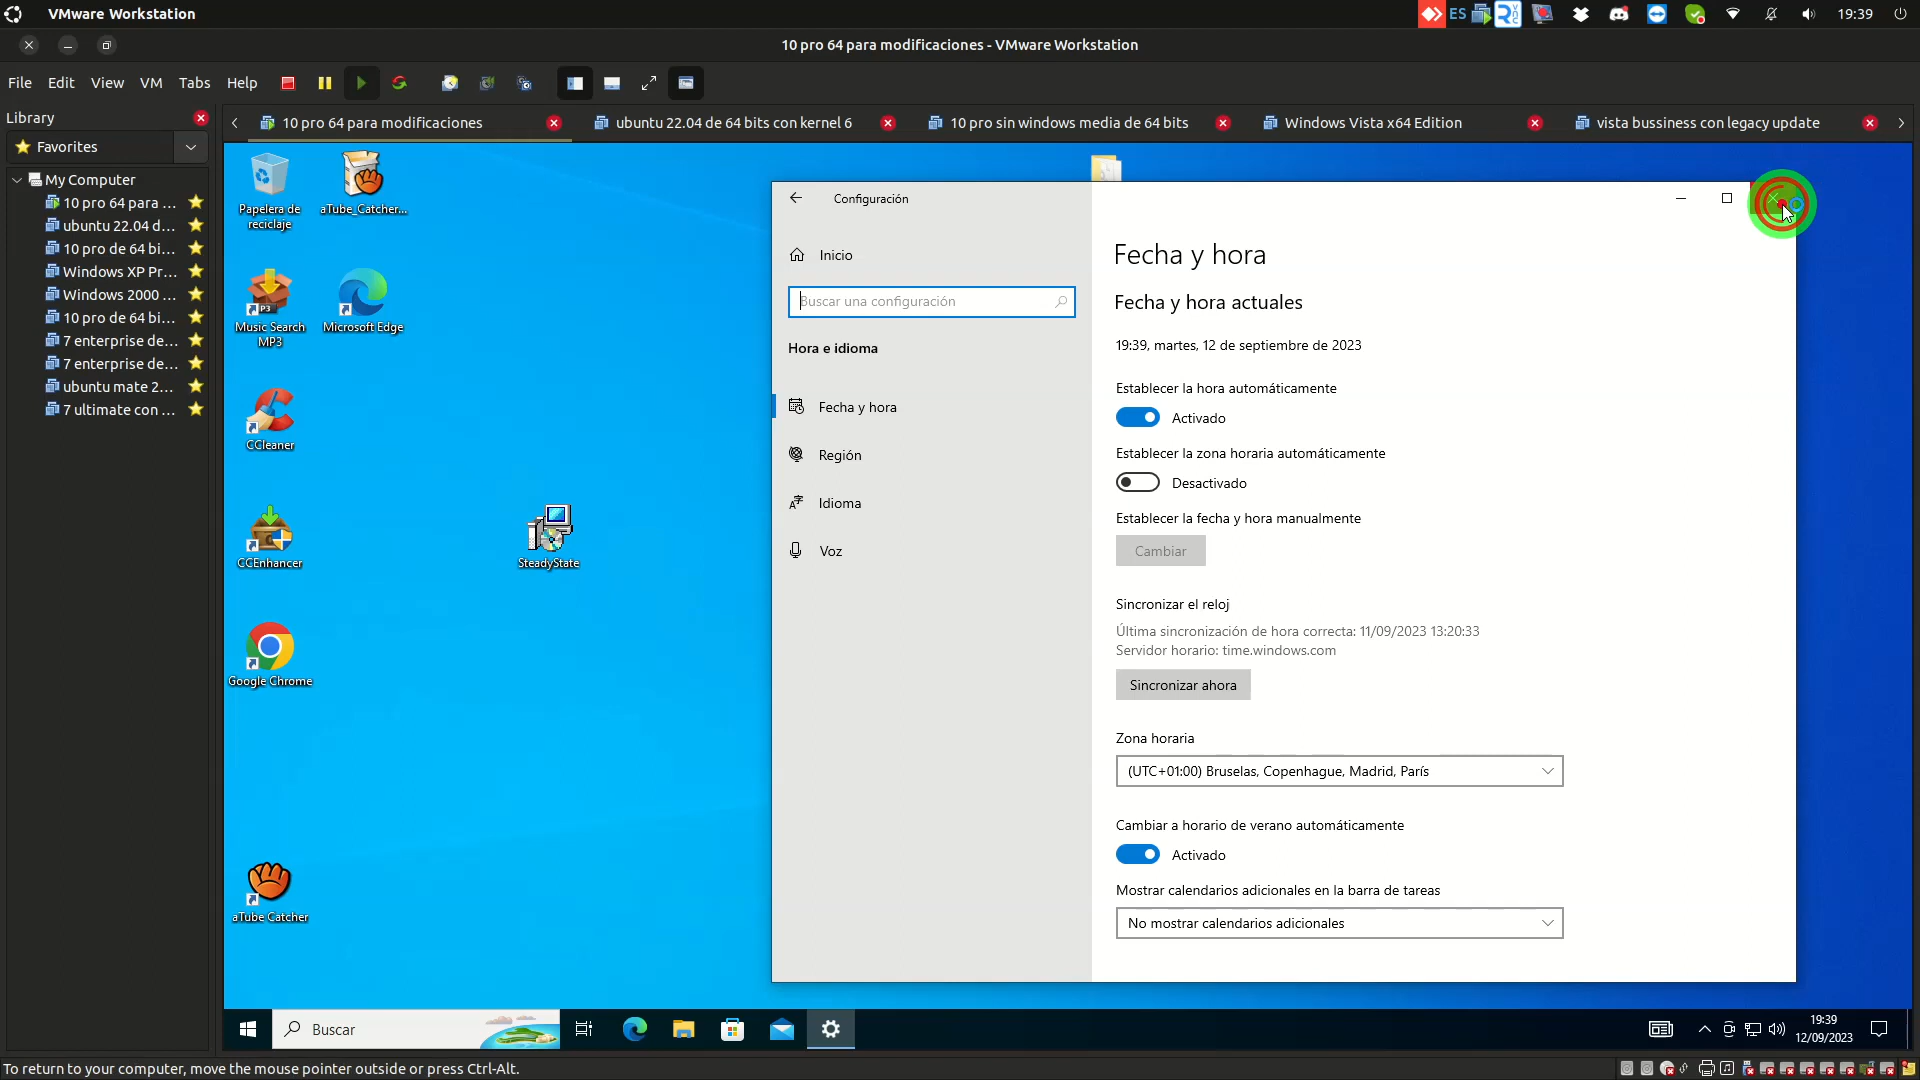 VMware Workstation
ES
19:39
10 pro 64 para modificaciones - VMware Workstation
File Edit View VM Tabs Help
Library
Favorites
My Computer
10 pro 64 para ...
ubuntu 22.04 d...
10 pro de 64 bi...
Windows XP Pr...
Windows 2000 ...
10 pro de 64 bi...
7 enterprise de...
7 enterprise de...
ubuntu mate 2...
7 ultimate con ...
10 pro 64 para modificaciones
ubuntu 22.04 de 64 bits con kernel 6
10 pro sin windows media de 64 bits
Windows Vista x64 Edition
vista bussiness con legacy update
Papelera de
reciclaje
aTube_Catcher...
Music Search
MP3
Microsoft Edge
CCleaner
CCEnhancer
SteadyState
Google Chrome
aTube Catcher
Configuración
Inicio
Buscar una configuración
Hora e idioma
Fecha y hora
Región
Idioma
Voz
Fecha y hora
Fecha y hora actuales
19:39, martes, 12 de septiembre de 2023
Establecer la hora automáticamente
Activado
Establecer la zona horaria automáticamente
Desactivado
Establecer la fecha y hora manualmente
Cambiar
Sincronizar el reloj
Última sincronización de hora correcta: 11/09/2023 13:20:33
Servidor horario: time.windows.com
Sincronizar ahora
Zona horaria
(UTC+01:00) Bruselas, Copenhague, Madrid, París
Cambiar a horario de verano automáticamente
Activado
Mostrar calendarios adicionales en la barra de tareas
No mostrar calendarios adicionales
Buscar
19:39
12/09/2023
To return to your computer, move the mouse pointer outside or press Ctrl-Alt.